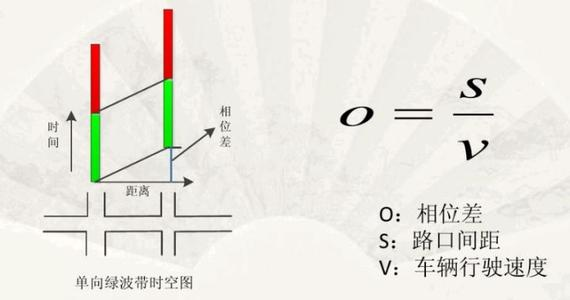 相位差
时间
距离
单向绿波带时空图
o = s/v
O：相位差
S：路口间距
V：车辆行驶速度